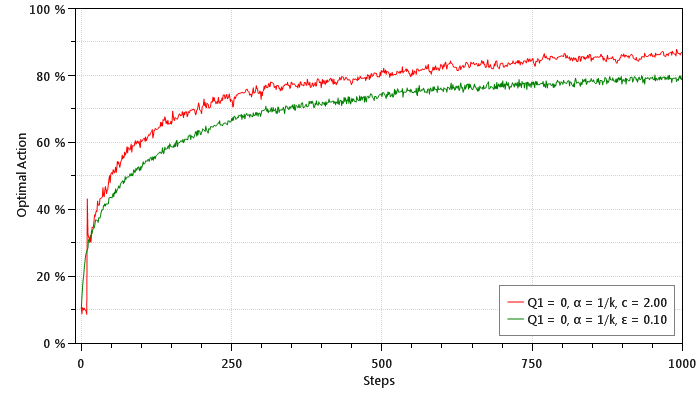 100 %
80 %
60 %
40 %
20 %
0 %
Optimal Action
0
250
500
750
1000
Steps
Q1 = 0, α = 1/k, c = 2.00
Q1 = 0, α = 1/k, ε = 0.10